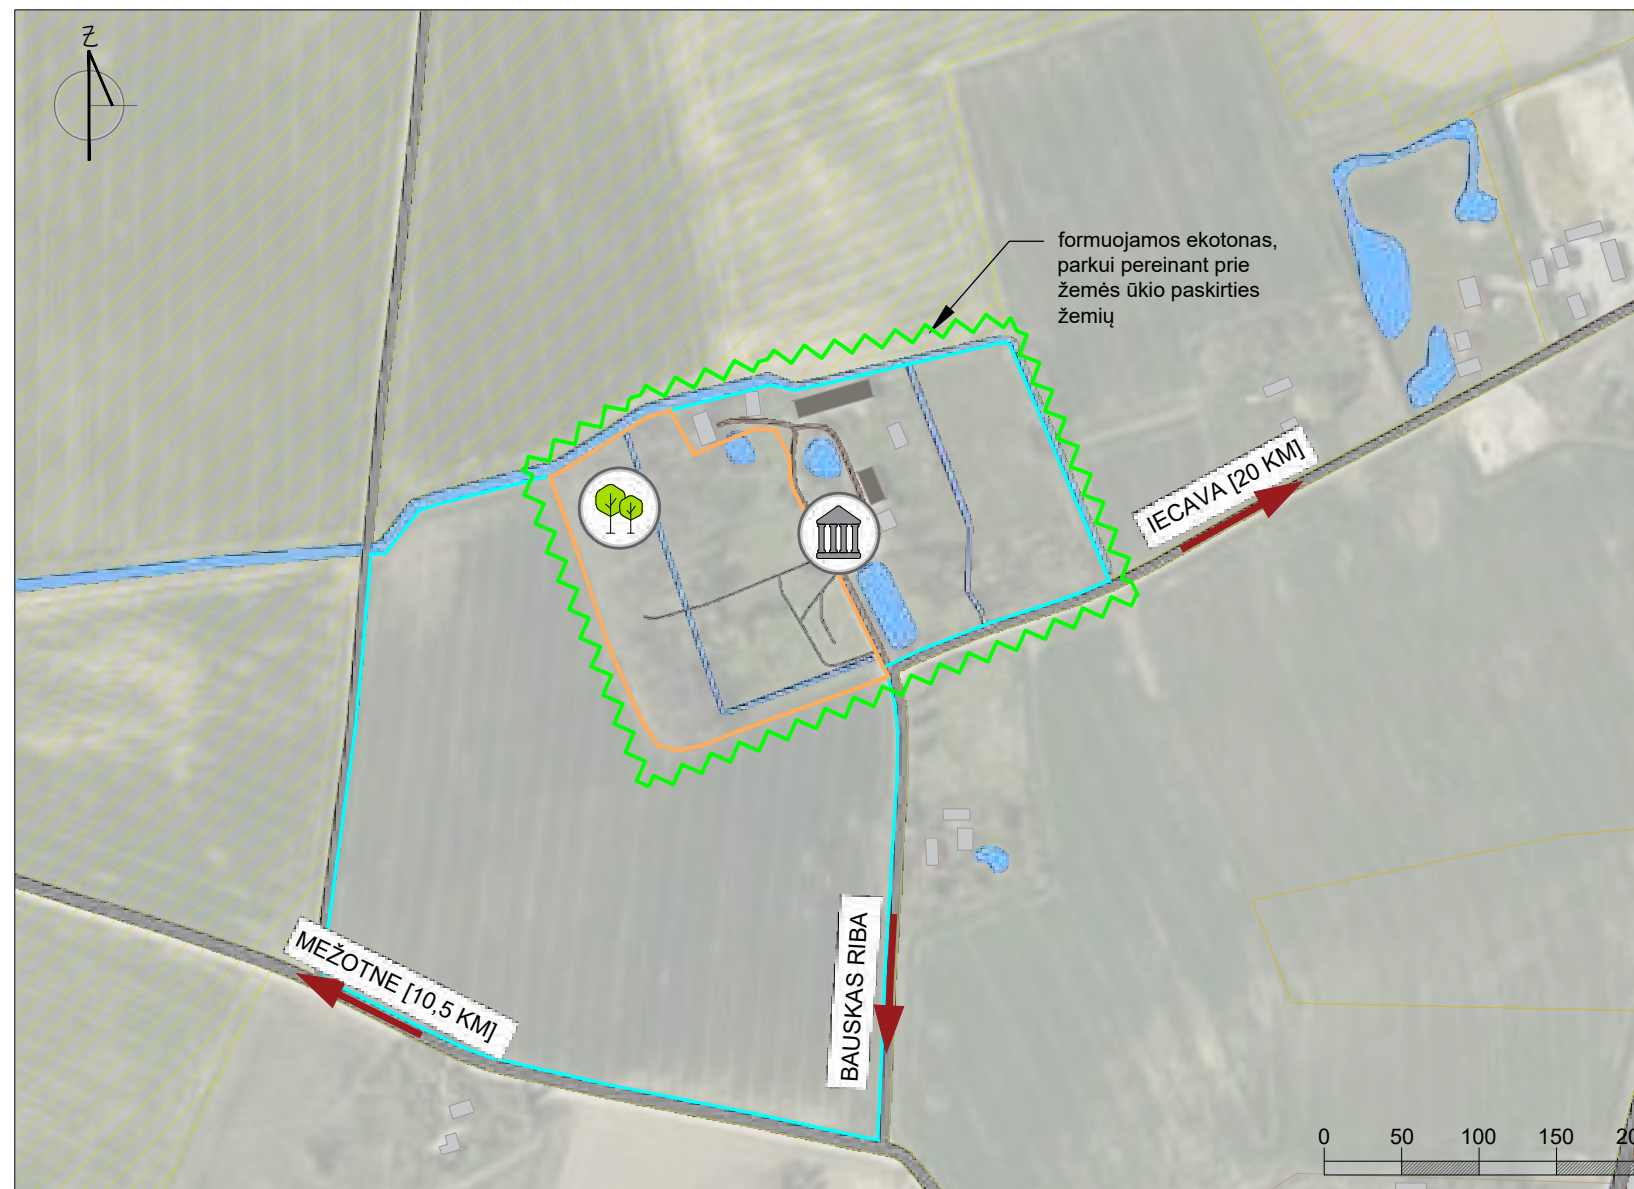 Z
formuojamos ekotonas,
parkui pereinant prie
žemės ūkio paskirties
žemių
IECAVA [20 KM]
MEŽOTNE [10,5 KM]
BAUSKAS RIBA
0 50 100 150